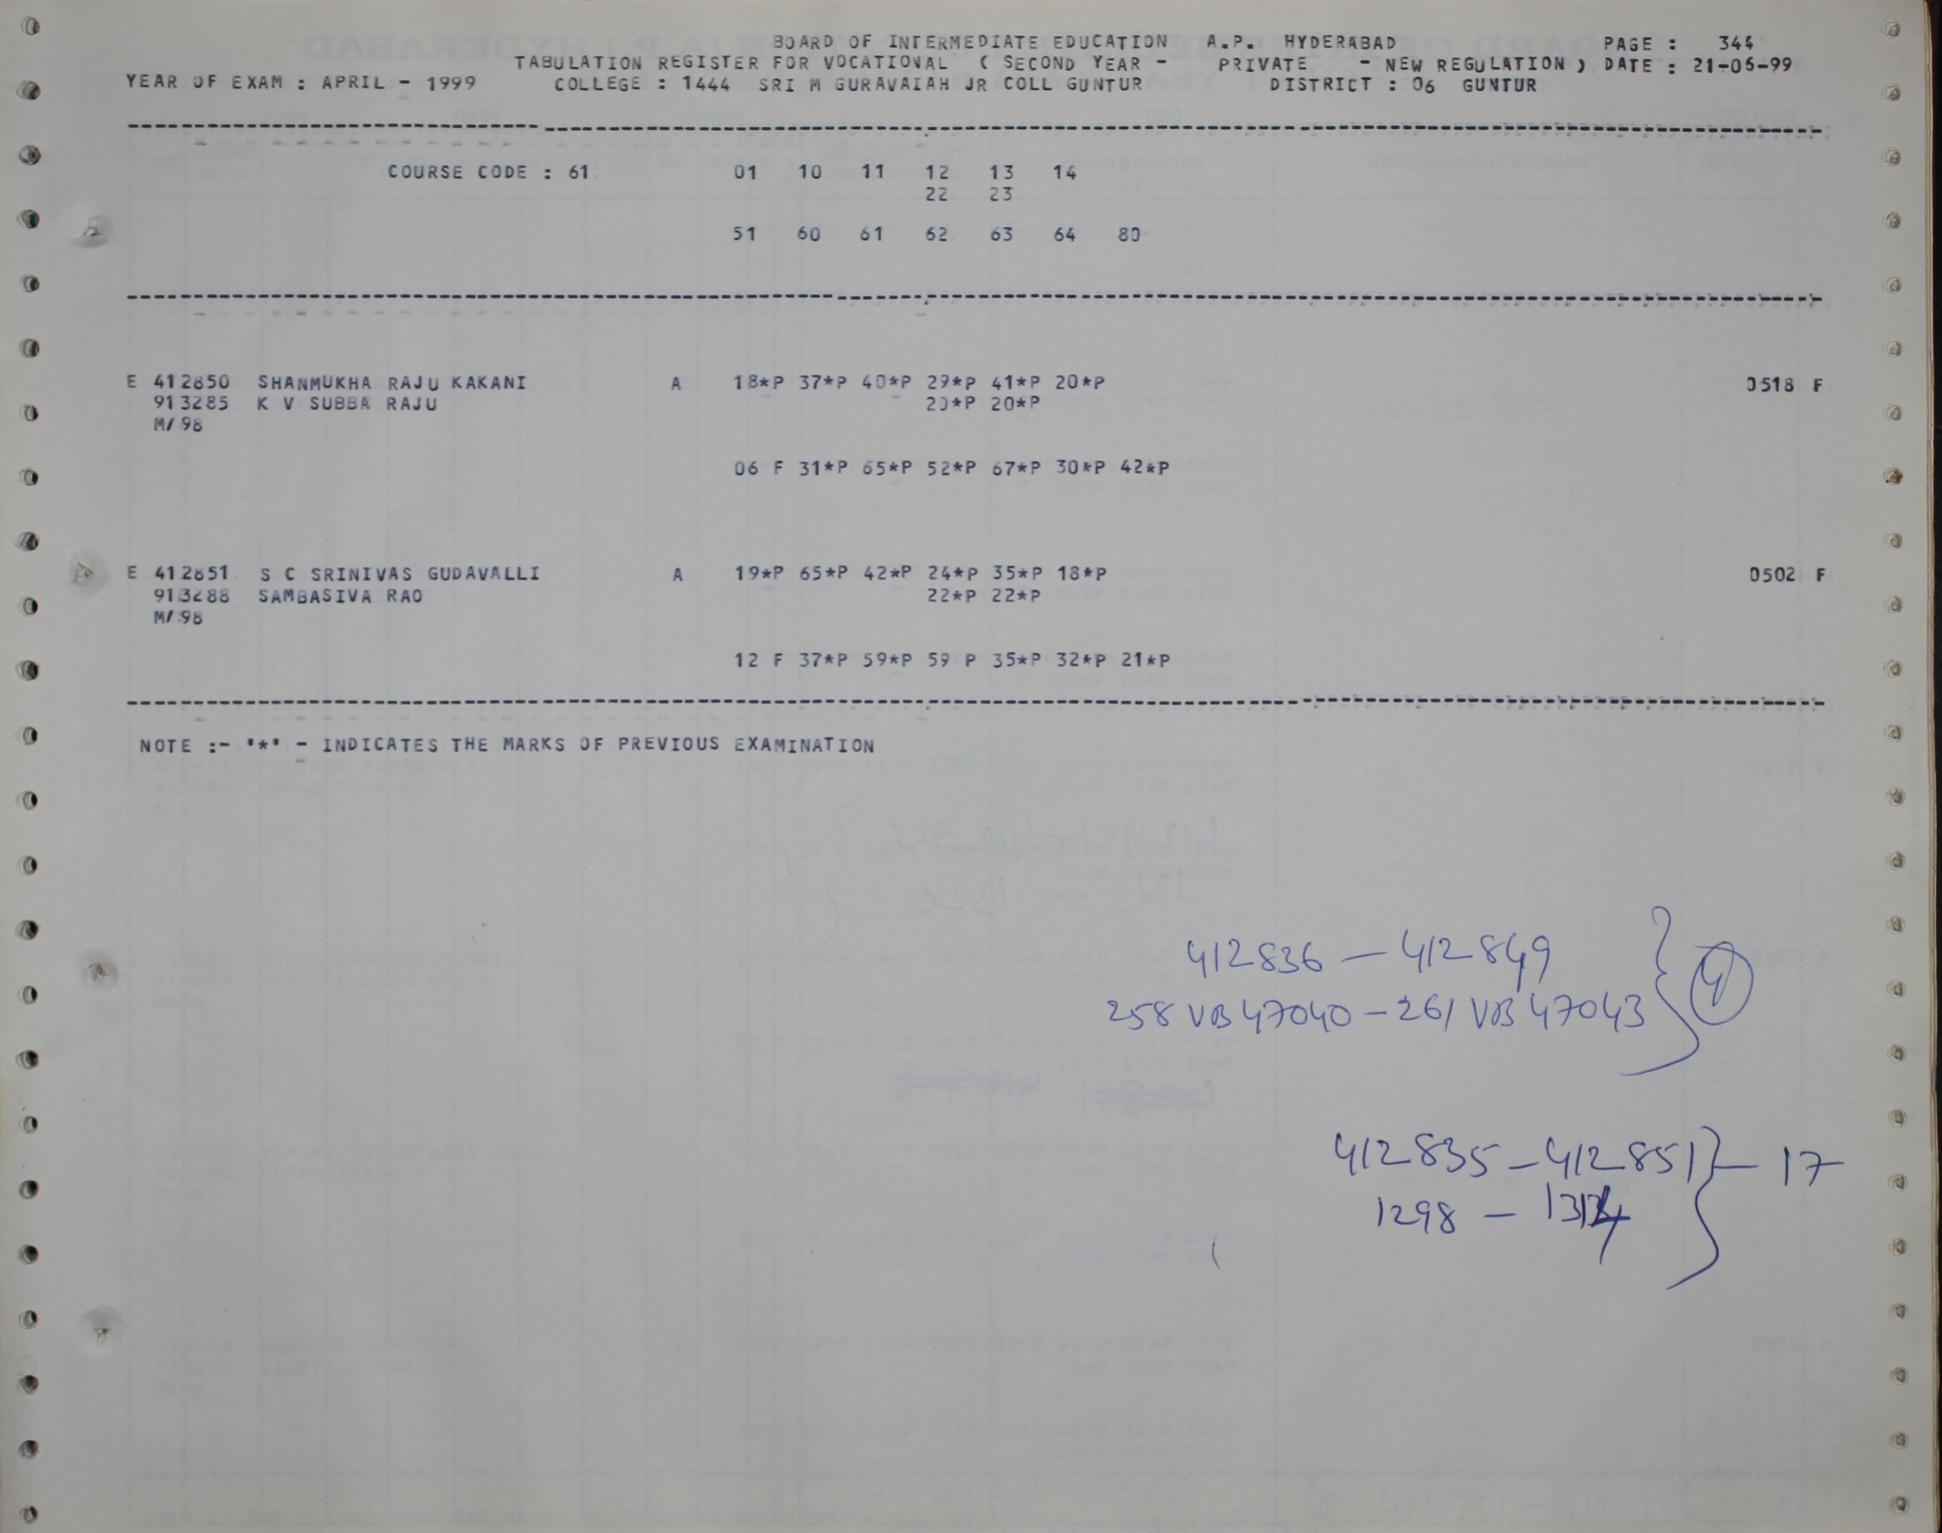 BOARD OF INTERMEDIATE EDUCATION A.P. HYDERABAD PAGE : 344
TABULATION REGISTER FOR VOCATIONAL ( SECOND YEAR - PRIVATE - NEW REGULATION ) DATE : 21-06-99
YEAR OF EXAM : APRIL - 1999 COLLEGE : 1444 SRI M GURAVAIAH JR COLL GUNTUR DISTRICT : 06 GUNTUR
COURSE CODE : 61 01 10 11 12 13 14
22 23
51 60 61 62 63 64 80
E 412850 SHANMUKHA RAJU KAKANI A 18*P 37*P 40*P 29*P 41*P 20*P 0518 F
913285 K V SUBBA RAJU 20*P 20*P
M/98
06 F 31*P 65*P 52*P 67*P 30*P 42*P
E 412851 S C SRINIVAS GUDAVALLI A 19*P 65*P 42*P 24*P 35*P 18*P 0502 F
913288 SAMBASIVA RAO 22*P 22*P
M/98
12 F 37*P 59*P 59 P 35*P 32*P 21*P
NOTE :- '*' - INDICATES THE MARKS OF PREVIOUS EXAMINATION
412836 - 412849
258 VB 47040 - 261 VB 47043 } 4
412835 - 412851 } - 17
1298 - 1314